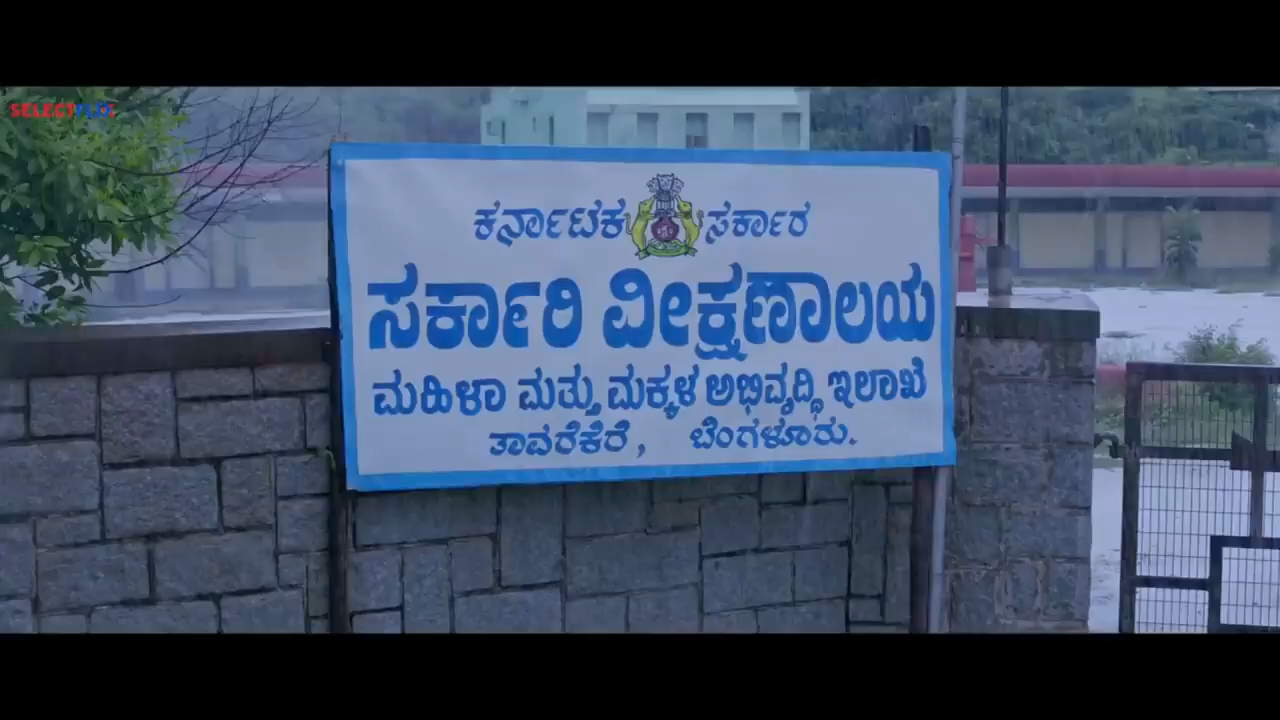 SELECTFLIX
ಕರ್ನಾಟಕ ಸರ್ಕಾರ
ಸರ್ಕಾರಿ ವೀಕ್ಷಣಾಲಯ
ಮಹಿಳಾ ಮತ್ತು ಮಕ್ಕಳ ಅಭಿವೃದ್ಧಿ ಇಲಾಖೆ
ತಾವರೆಕೆರೆ, ಬೆಂಗಳೂರು.